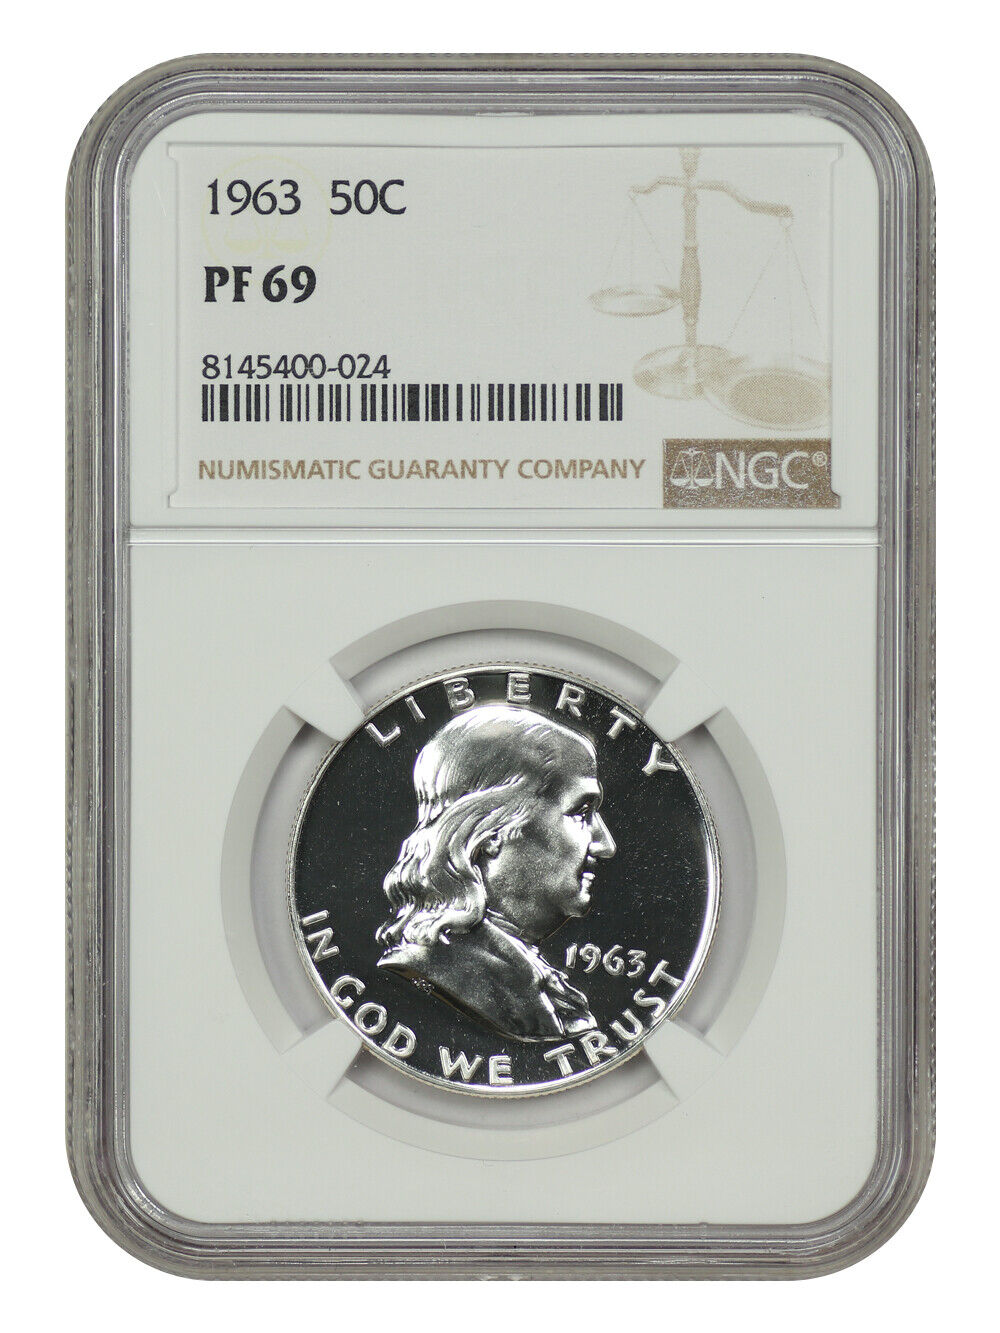 1963 50C
PF 69
8145400-024
NUMISMATIC GUARANTY COMPANY
NGC®
LIBERTY
1963
IN GOD WE TRUST